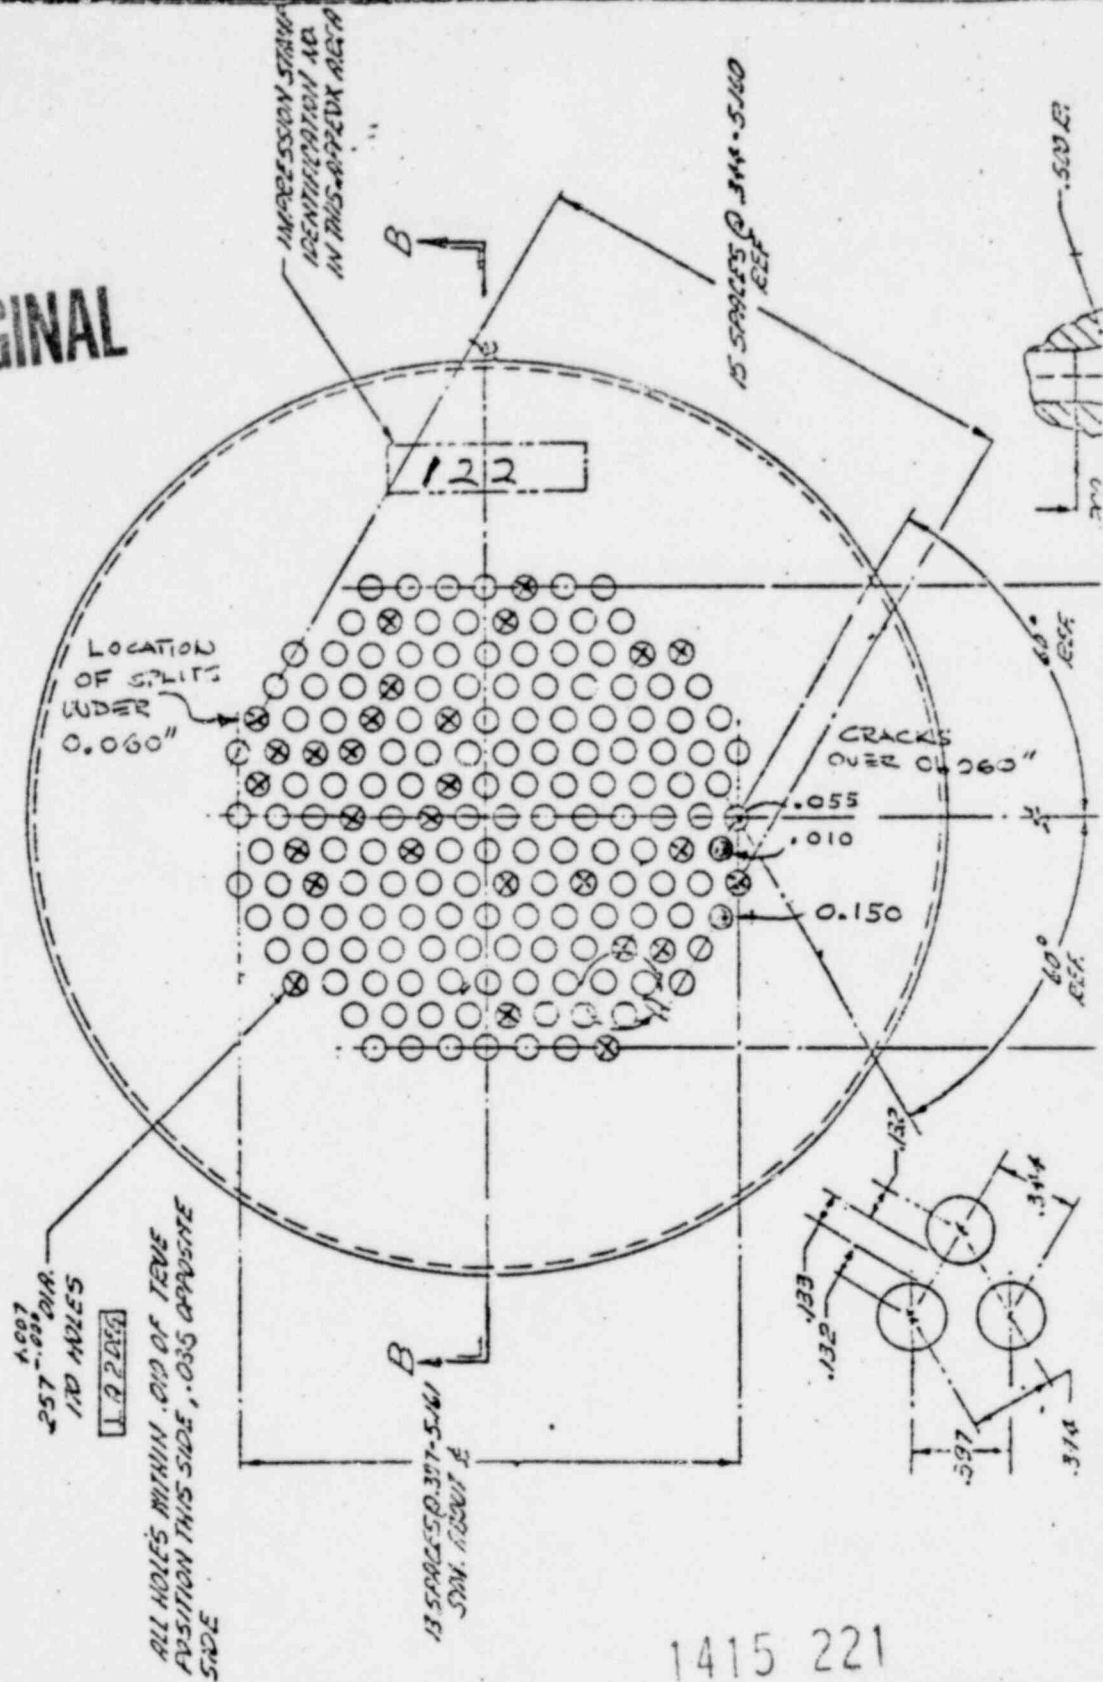 GINAL
IMPRESSION STAMP
IDENTIFICATION NO.
IN THIS APPROX AREA
B
15 SPACES @ .344 = 5.160
REF
.500 R.
122
LOCATION
OF SPLITS
UNDER
0.060"
CRACKS
OVER 0.060"
.055
.010
0.150
60°
REF.
60°
REF.
.257 DIA.
170 HOLES
ALL HOLES WITHIN .010 OF TRUE
POSITION THIS SIDE, .035 OPPOSITE
SIDE
B
13 SPACES @ .397 = 5.161
SYM. ABOUT ℄
.132
.133
.132
.344
.397
.344
1415 221